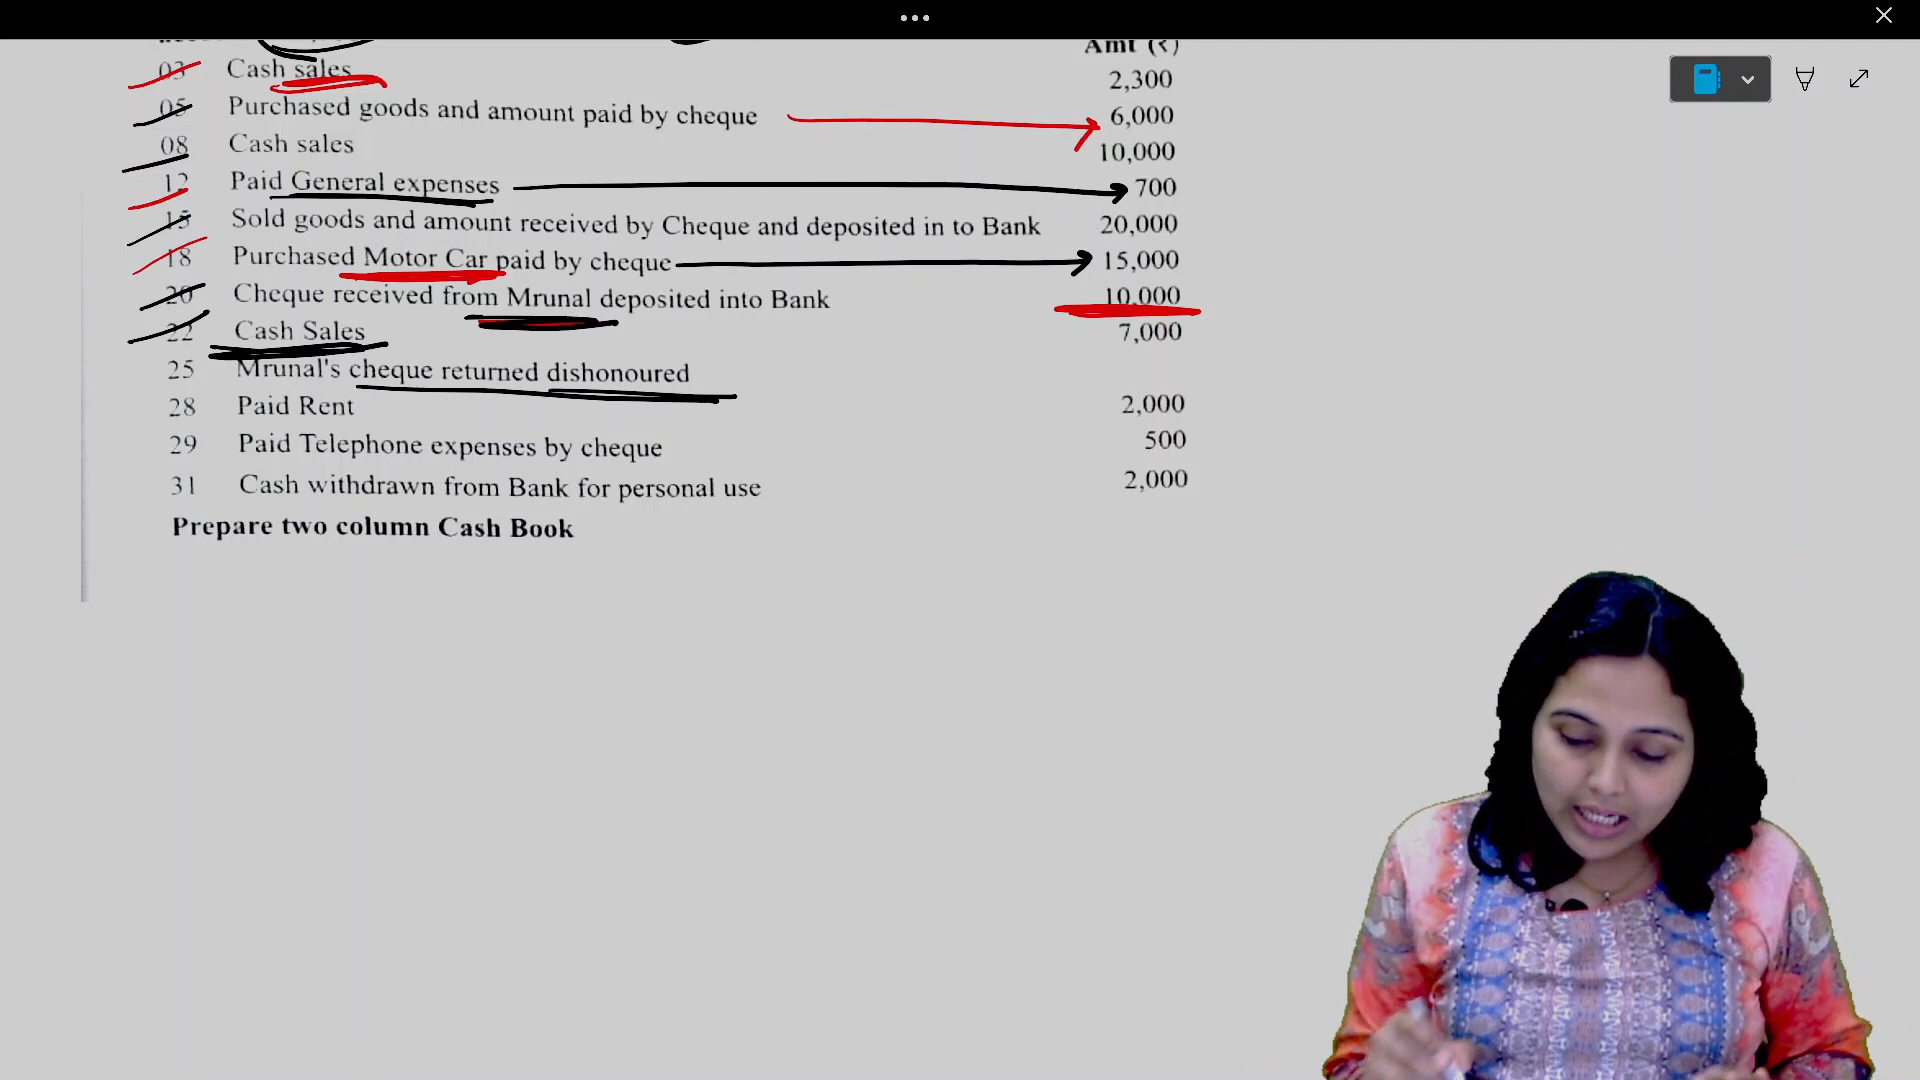 Amt (₹)
03 Cash sales 2,300
05 Purchased goods and amount paid by cheque 6,000
08 Cash sales 10,000
12 Paid General expenses 700
15 Sold goods and amount received by Cheque and deposited in to Bank 20,000
18 Purchased Motor Car paid by cheque 15,000
20 Cheque received from Mrunal deposited into Bank 10,000
22 Cash Sales 7,000
25 Mrunal's cheque returned dishonoured
28 Paid Rent 2,000
29 Paid Telephone expenses by cheque 500
31 Cash withdrawn from Bank for personal use 2,000
Prepare two column Cash Book